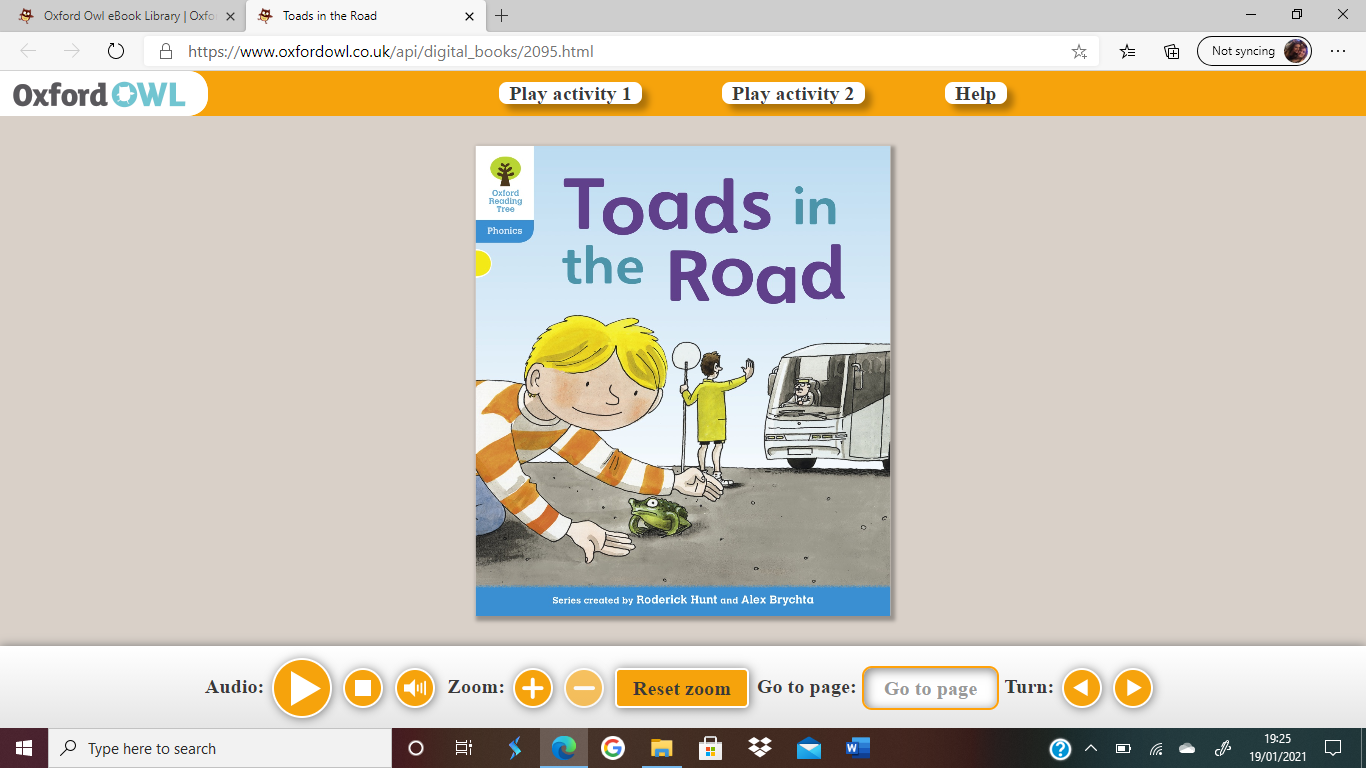 Oxford Owl eBook Library | Oxfo
Toads in the Road
https://www.oxfordowl.co.uk/api/digital_books/2095.html
Not syncing
Oxford OWL
Play activity 1
Play activity 2
Help
Oxford
Reading
Tree
Phonics
Toads in
the Road
Series created by Roderick Hunt and Alex Brychta
Audio:
Zoom:
Reset zoom
Go to page:
Go to page
Turn:
Type here to search
19:25
19/01/2021